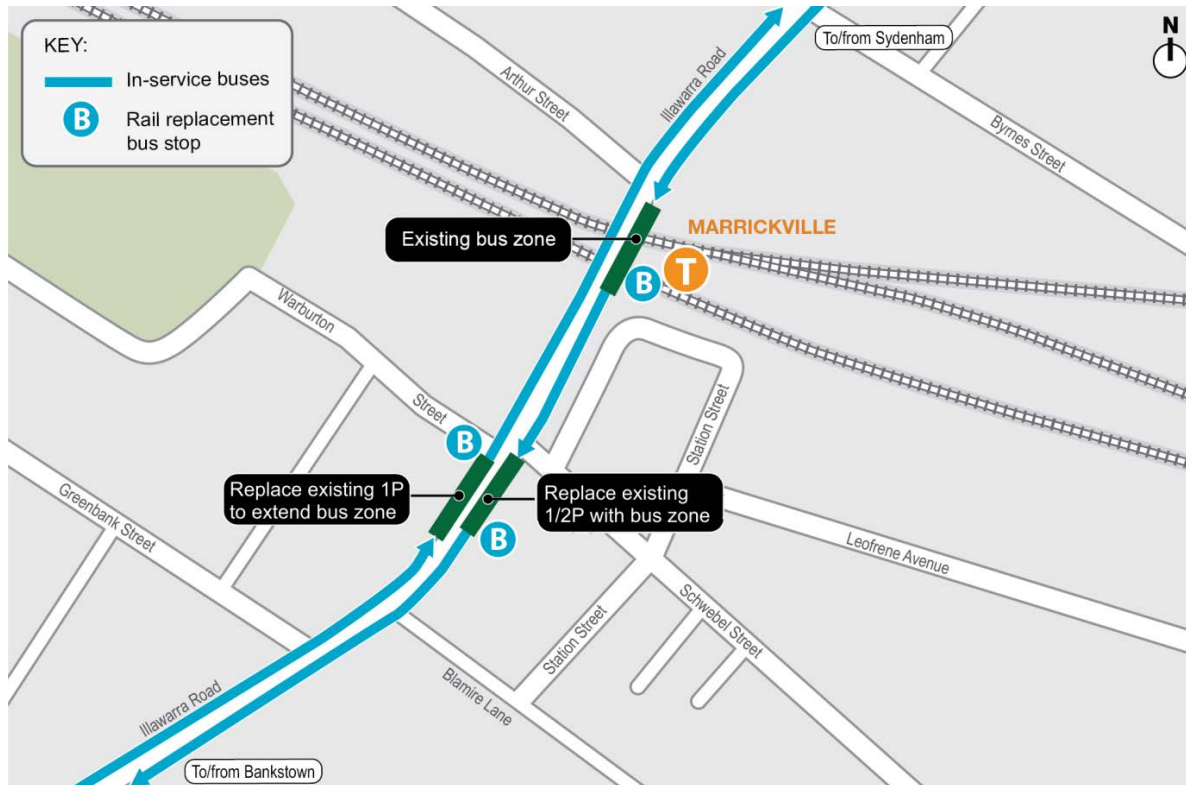 KEY:
In-service buses
B
Rail replacement
bus stop
To/from Sydenham
N
Arthur Street
Illawarra Road
Byrnes Street
Existing bus zone
MARRICKVILLE
B
T
Warburton
Street
Station Street
B
Replace existing 1P
to extend bus zone
Replace existing
1/2P with bus zone
B
Greenbank Street
Leofrene Avenue
Station Street
Schwebel Street
Illawarra Road
Blamire Lane
To/from Bankstown